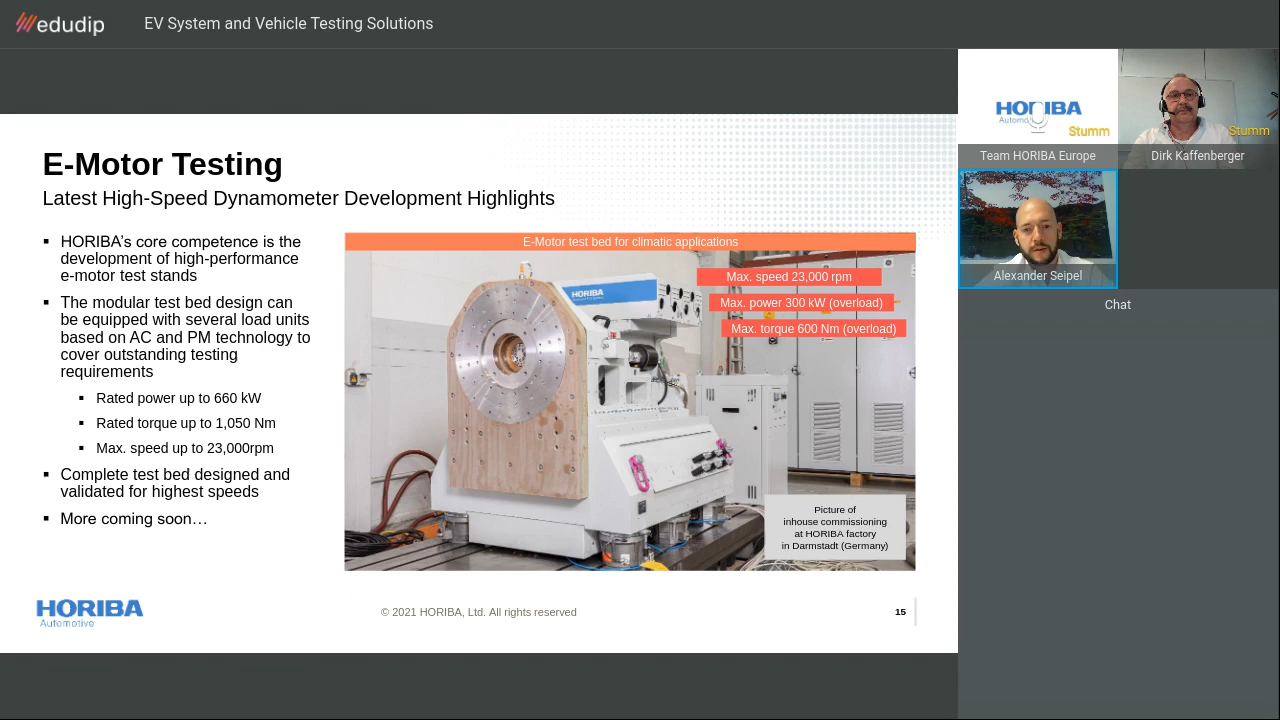 edudip
EV System and Vehicle Testing Solutions
E-Motor Testing
Latest High-Speed Dynamometer Development Highlights
▪ HORIBA's core competence is the
development of high-performance
e-motor test stands
▪ The modular test bed design can
be equipped with several load units
based on AC and PM technology to
cover outstanding testing
requirements
▪ Rated power up to 660 kW
▪ Rated torque up to 1,050 Nm
▪ Max. speed up to 23,000rpm
▪ Complete test bed designed and
validated for highest speeds
▪ More coming soon…
E-Motor test bed for climatic applications
HORIBA
Max. speed 23,000 rpm
Max. power 300 kW (overload)
Max. torque 600 Nm (overload)
Picture of
inhouse commissioning
at HORIBA factory
in Darmstadt (Germany)
HORIBA
Automotive
© 2021 HORIBA, Ltd. All rights reserved
15
HORIBA
Stumm
Team HORIBA Europe
Stumm
Dirk Kaffenberger
Alexander Seipel
Chat